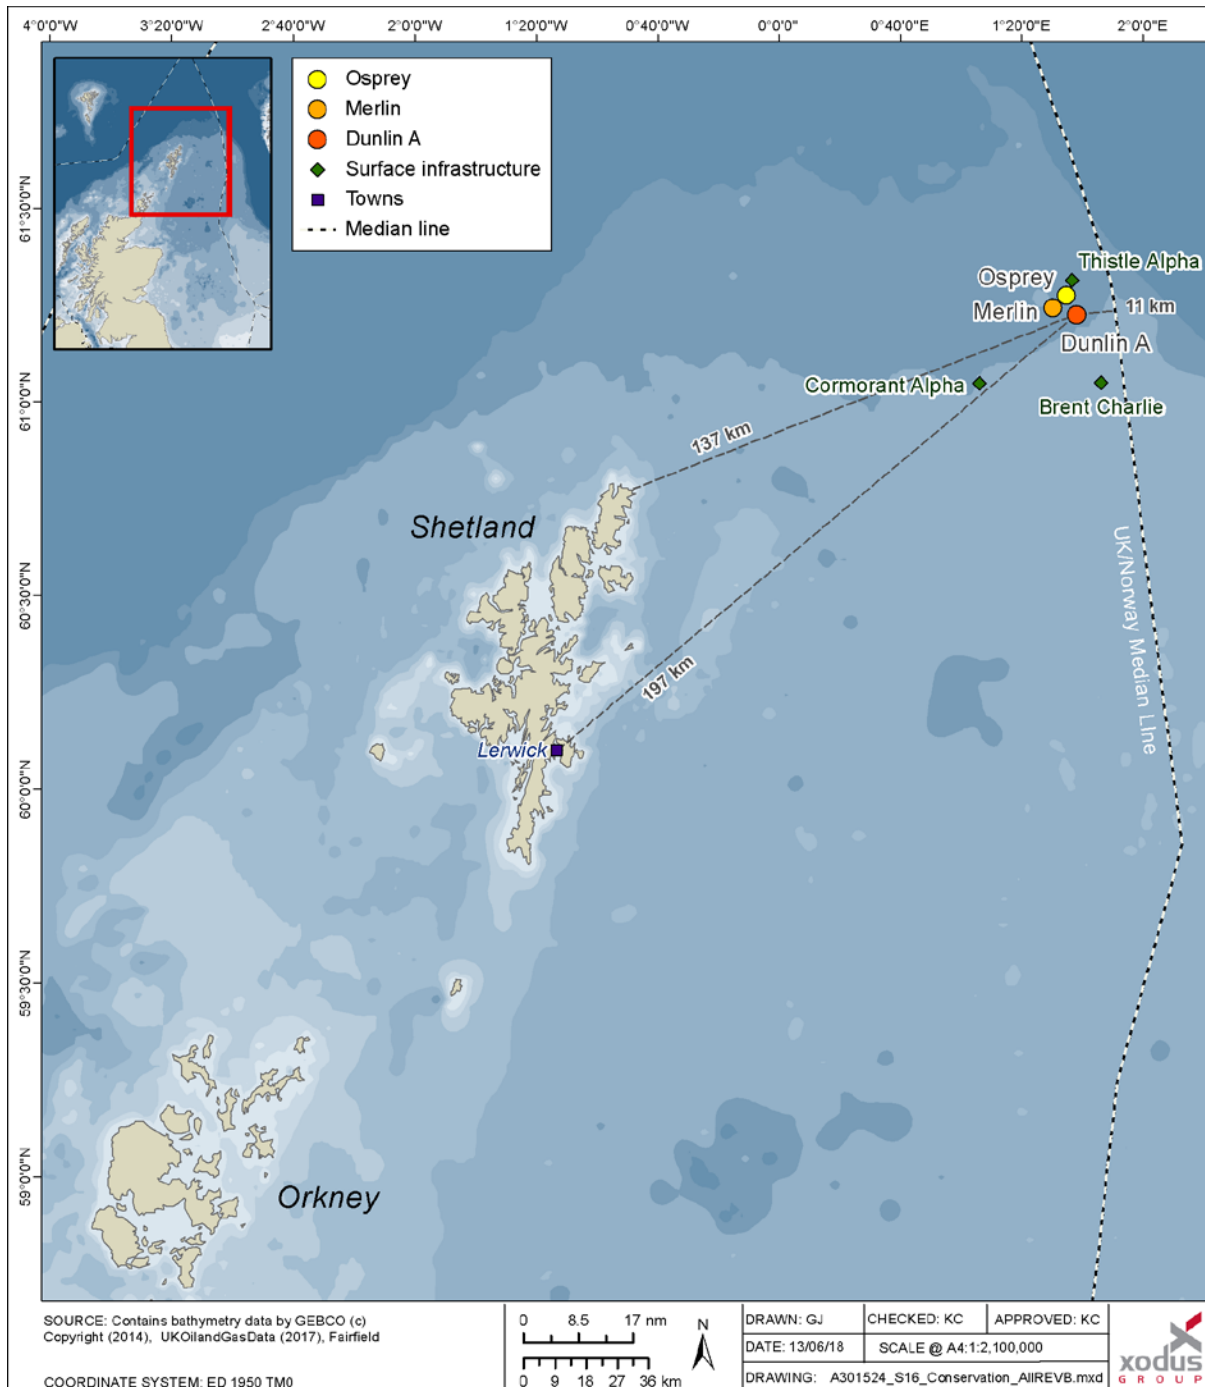 4°0'0"W 3°20'0"W 2°40'0"W 2°0'0"W 1°20'0"W 0°40'0"W 0°0'0" 0°40'0"E 1°20'0"E 2°0'0"E
Osprey
Merlin
Dunlin A
Surface infrastructure
Towns
Median line
61°30'0"N
61°0'0"N
60°30'0"N
60°0'0"N
59°30'0"N
59°0'0"N
Thistle Alpha
Osprey
Merlin
11 km
Dunlin A
Cormorant Alpha
Brent Charlie
137 km
Shetland
UK/Norway Median LIne
197 km
Lerwick
Orkney
SOURCE: Contains bathymetry data by GEBCO (c)
Copyright (2014), UKOilandGasData (2017), Fairfield
COORDINATE SYSTEM: ED 1950 TM0
0 8.5 17 nm
0 9 18 27 36 km
N
DRAWN: GJ CHECKED: KC APPROVED: KC
DATE: 13/06/18 SCALE @ A4:1:2,100,000
DRAWING: A301524_S16_Conservation_AllREVB.mxd
xodus
GROUP